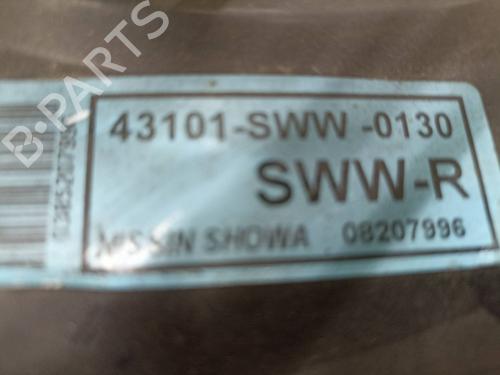 B-PARTS
43101-SWW -0130
SWW-R
NISSIN SHOWA 08207996